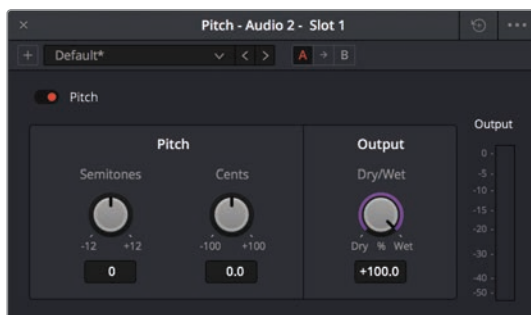 × Pitch - Audio 2 - Slot 1 •••
+ Default* < > A → B
Pitch
Pitch
Semitones Cents
-12 +12 -100 +100
0 0.0
Output
Dry/Wet
Dry % Wet
+100.0
Output
0 -
-5 -
-10 -
-15 -
-20 -
-30 -
-40 -
-50 -